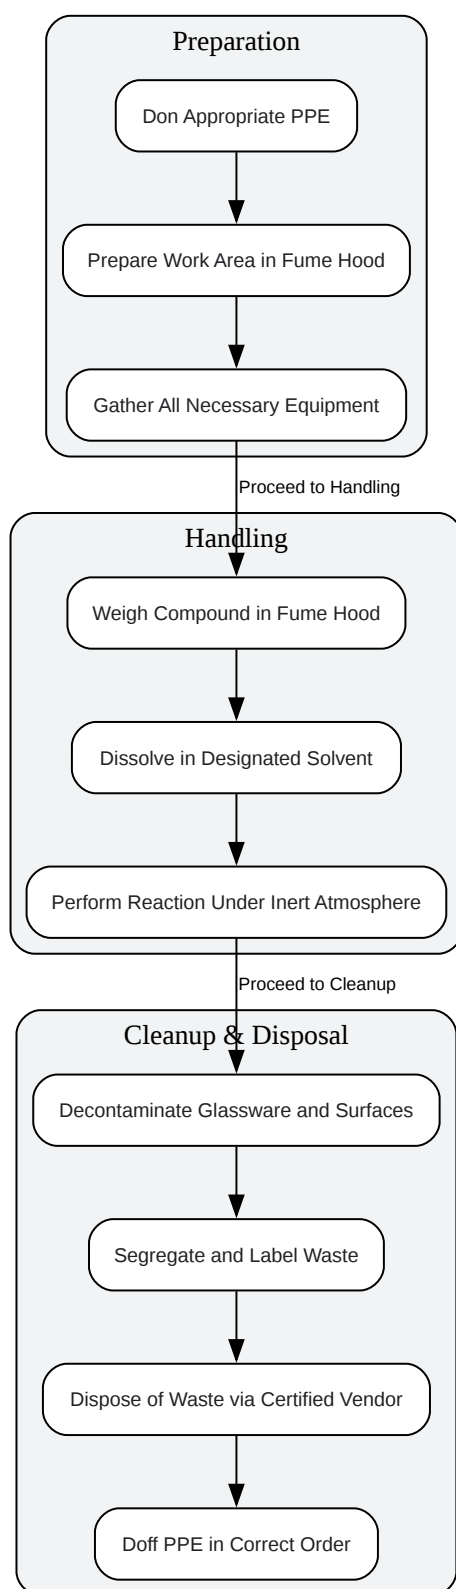 Preparation
Don Appropriate PPE
Prepare Work Area in Fume Hood
Gather All Necessary Equipment
Proceed to Handling
Handling
Weigh Compound in Fume Hood
Dissolve in Designated Solvent
Perform Reaction Under Inert Atmosphere
Proceed to Cleanup
Cleanup & Disposal
Decontaminate Glassware and Surfaces
Segregate and Label Waste
Dispose of Waste via Certified Vendor
Doff PPE in Correct Order